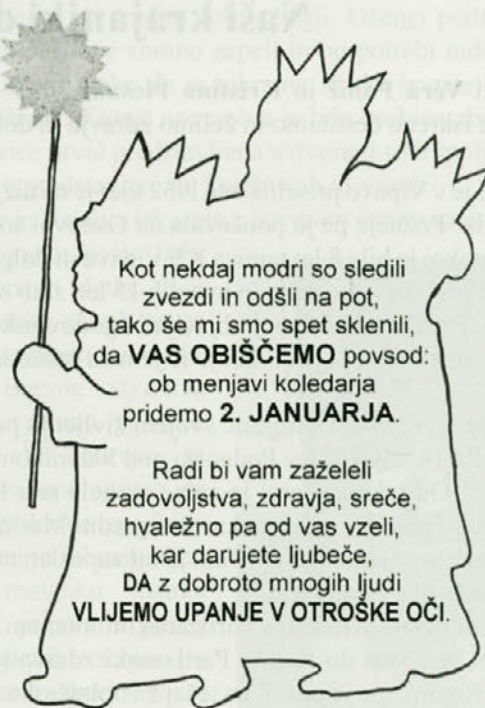 Kot nekdaj modri so sledili
zvezdi in odšli na pot,
tako še mi smo spet sklenili,
da VAS OBIŠČEMO povsod:
ob menjavi koledarja
pridemo 2. JANUARJA.
Radi bi vam zaželeli
zadovoljstva, zdravja, sreče,
hvaležno pa od vas vzeli,
kar darujete ljubeče,
DA z dobroto mnogih ljudi
VLIJEMO UPANJE V OTROŠKE OČI.